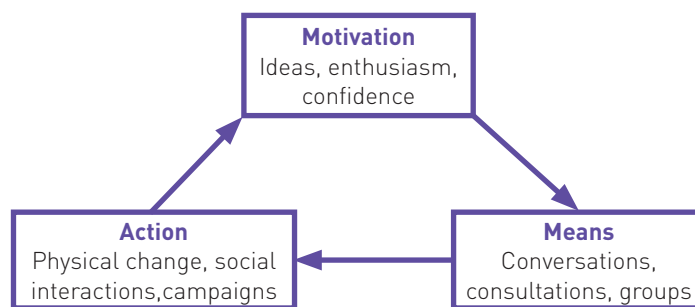 Motivation
Ideas, enthusiasm,
confidence
Action
Physical change, social
interactions,campaigns
Means
Conversations,
consultations, groups